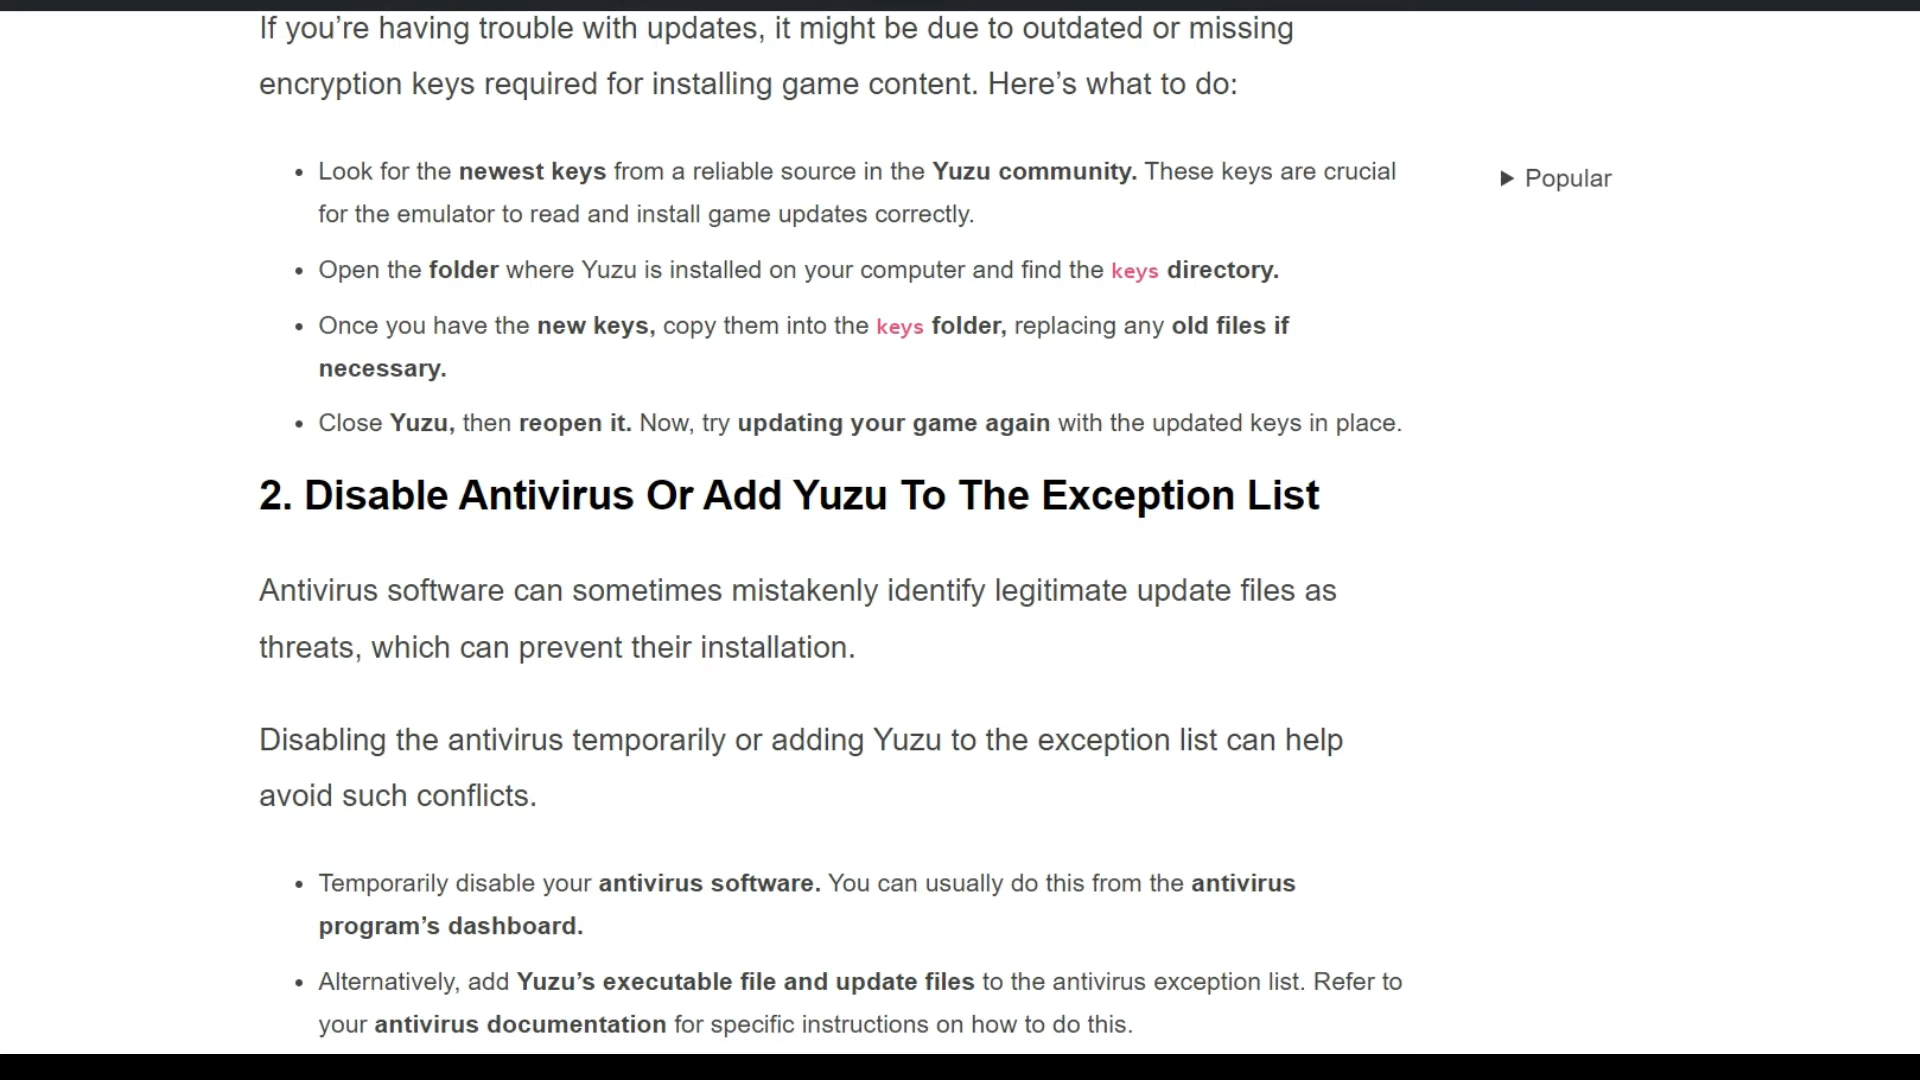 If you’re having trouble with updates, it might be due to outdated or missing
encryption keys required for installing game content. Here’s what to do:
• Look for the newest keys from a reliable source in the Yuzu community. These keys are crucial
for the emulator to read and install game updates correctly.
• Open the folder where Yuzu is installed on your computer and find the keys directory.
• Once you have the new keys, copy them into the keys folder, replacing any old files if
necessary.
• Close Yuzu, then reopen it. Now, try updating your game again with the updated keys in place.
2. Disable Antivirus Or Add Yuzu To The Exception List
Antivirus software can sometimes mistakenly identify legitimate update files as
threats, which can prevent their installation.
Disabling the antivirus temporarily or adding Yuzu to the exception list can help
avoid such conflicts.
• Temporarily disable your antivirus software. You can usually do this from the antivirus
program’s dashboard.
• Alternatively, add Yuzu’s executable file and update files to the antivirus exception list. Refer to
your antivirus documentation for specific instructions on how to do this.
▶ Popular